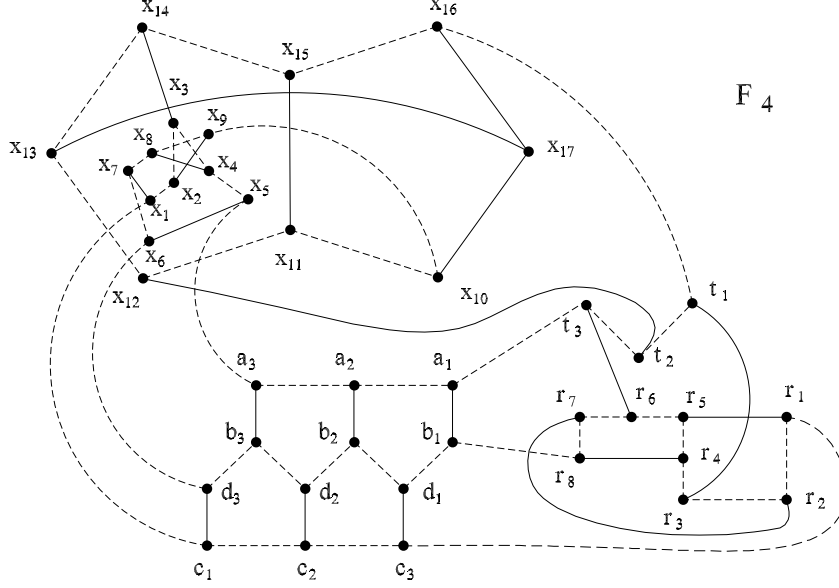 x14 x16
x15
x3
F 4
x8 x9
x13 x17
x7 x4
x2 x5
x1
x6 x11
x12 x10 t1
t3
t2
a3 a2 a1
r7 r6 r5 r1
b3 b2 b1
r8 r4
d3 d2 d1
r3 r2
c1 c2 c3